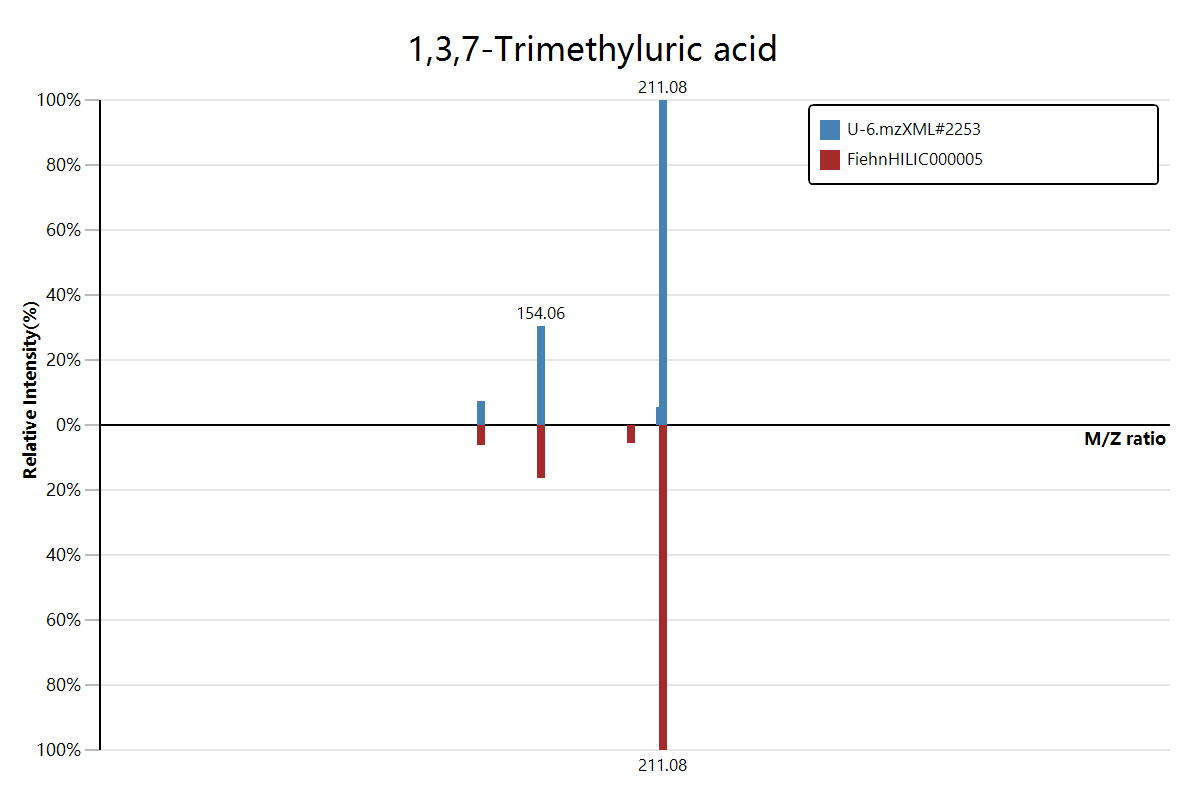 1,3,7-Trimethyluric acid
211.08
100%
U-6.mzXML#2253
80%
FiehnHILIC000005
60%
40%
154.06
20%
0%
Relative Intensity(%)
M/Z ratio
20%
40%
60%
80%
100%
211.08